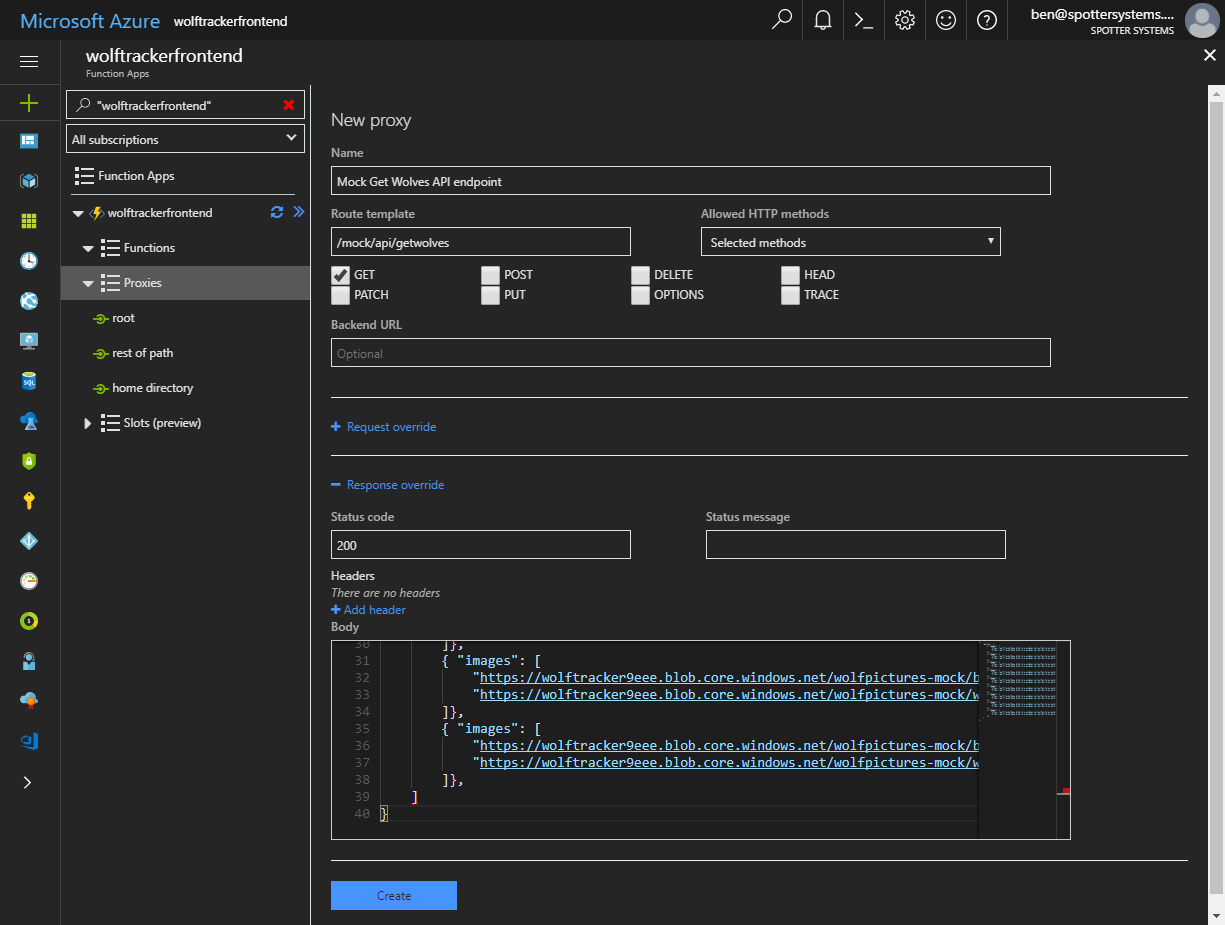 Microsoft Azure wolftrackerfrontend
ben@spottersystems....
SPOTTER SYSTEMS
wolftrackerfrontend
Function Apps
"wolftrackerfrontend"
All subscriptions
Function Apps
wolftrackerfrontend
Functions
Proxies
root
rest of path
home directory
Slots (preview)
New proxy
Name
Mock Get Wolves API endpoint
Route template Allowed HTTP methods
/mock/api/getwolves Selected methods
GET POST DELETE HEAD
PATCH PUT OPTIONS TRACE
Backend URL
Optional
+ Request override
− Response override
Status code Status message
200
Headers
There are no headers
+ Add header
Body
30 ]},
31 { "images": [
32 "https://wolftracker9eee.blob.core.windows.net/wolfpictures-mock/b
33 "https://wolftracker9eee.blob.core.windows.net/wolfpictures-mock/w
34 ]},
35 { "images": [
36 "https://wolftracker9eee.blob.core.windows.net/wolfpictures-mock/b
37 "https://wolftracker9eee.blob.core.windows.net/wolfpictures-mock/w
38 ]},
39 ]
40 }
Create